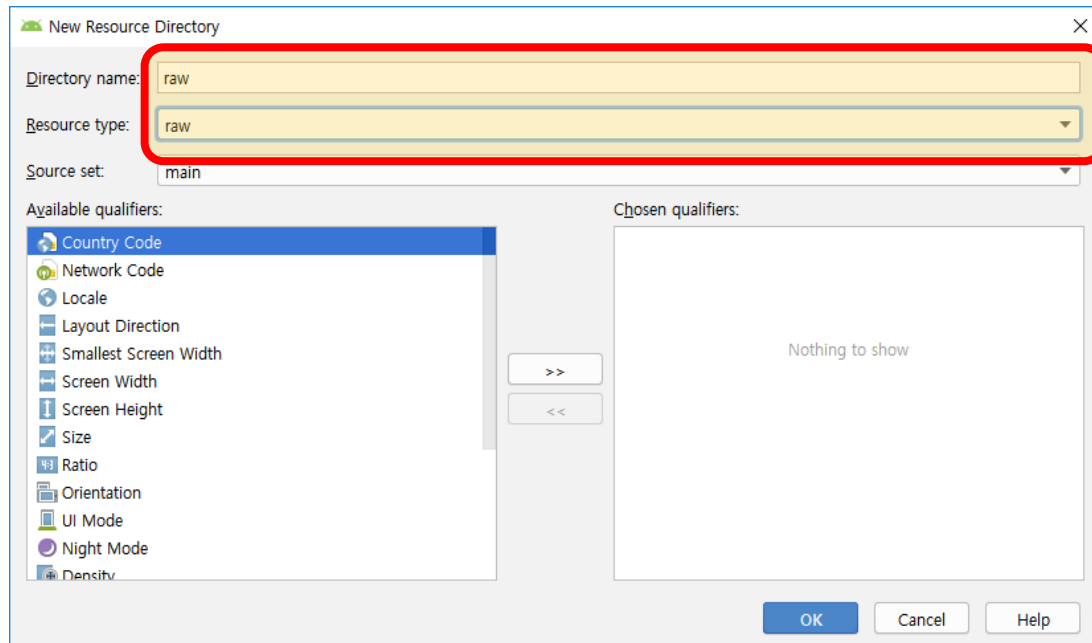 New Resource Directory
Directory name: raw
Resource type: raw
Source set: main
Available qualifiers:
Chosen qualifiers:
Country Code
Network Code
Locale
Layout Direction
Smallest Screen Width
Screen Width
Screen Height
Size
Ratio
Orientation
UI Mode
Night Mode
Density
>>
<<
Nothing to show
OK Cancel Help